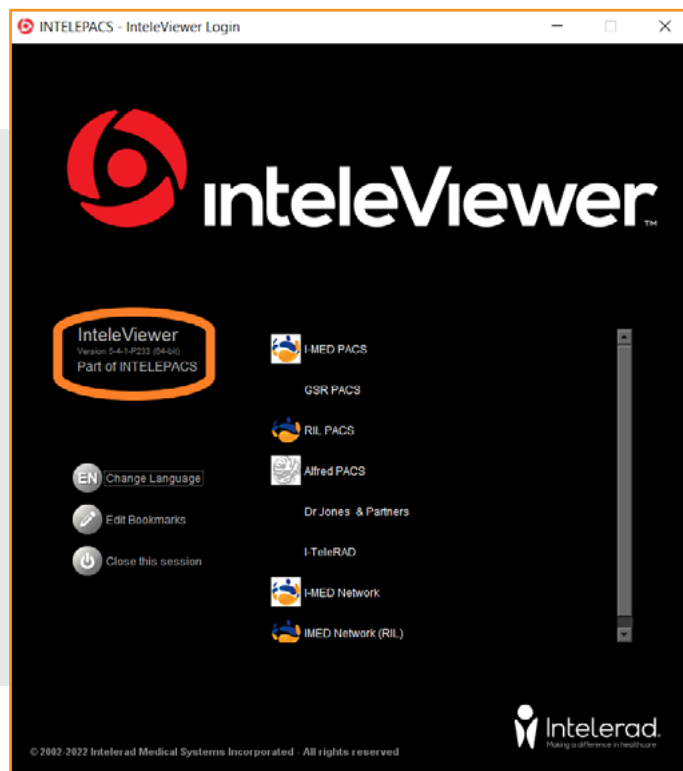 INTELEPACS - InteleViewer Login
InteleViewer™
InteleViewer
Version 5-4-1-P233 (64-bit)
Part of INTELEPACS
EN Change Language
Edit Bookmarks
Close this session
I-MED PACS
GSR PACS
RIL PACS
Alfred PACS
Dr Jones & Partners
I-TeleRAD
I-MED Network
IMED Network (RIL)
Intelerad.
Making a difference in healthcare
© 2002-2022 Intelerad Medical Systems Incorporated - All rights reserved